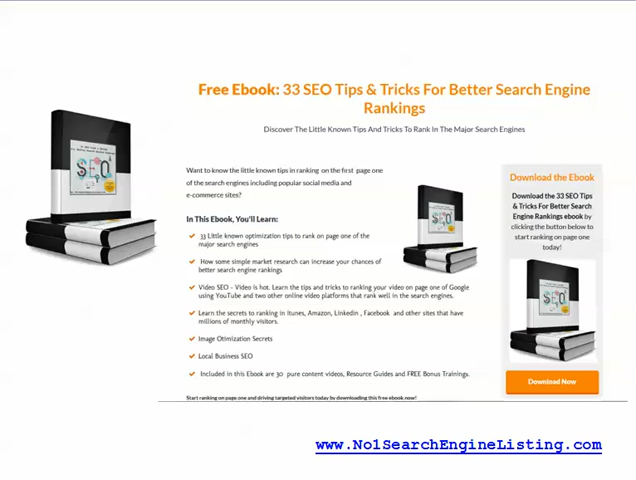 Free Ebook: 33 SEO Tips & Tricks For Better Search Engine
Rankings
Discover The Little Known Tips And Tricks To Rank In The Major Search Engines
Want to know the little known tips in ranking on the first page one
of the search engines including popular social media and
e-commerce sites?
In This Ebook, You'll Learn:
33 Little known optimization tips to rank on page one of the
major search engines
How some simple market research can increase your chances of
better search engine rankings
Video SEO - Video is hot. Learn the tips and tricks to ranking your video on page one of Google
using YouTube and two other online video platforms that rank well in the search engines.
Learn the secrets to ranking in Itunes, Amazon, Linkedin , Facebook and other sites that have
millions of monthly visitors.
Image Otimization Secrets
Local Business SEO
Included in this Ebook are 30 pure content videos, Resource Guides and FREE Bonus Trainings.
Start ranking on page one and driving targeted visitors today by downloading this free ebook now!
Download the Ebook
Download the 33 SEO Tips
& Tricks For Better Search
Engine Rankings ebook by
clicking the button below to
start ranking on page one
today!
Download Now
SEO
SEO
SEO
www.No1SearchEngineListing.com